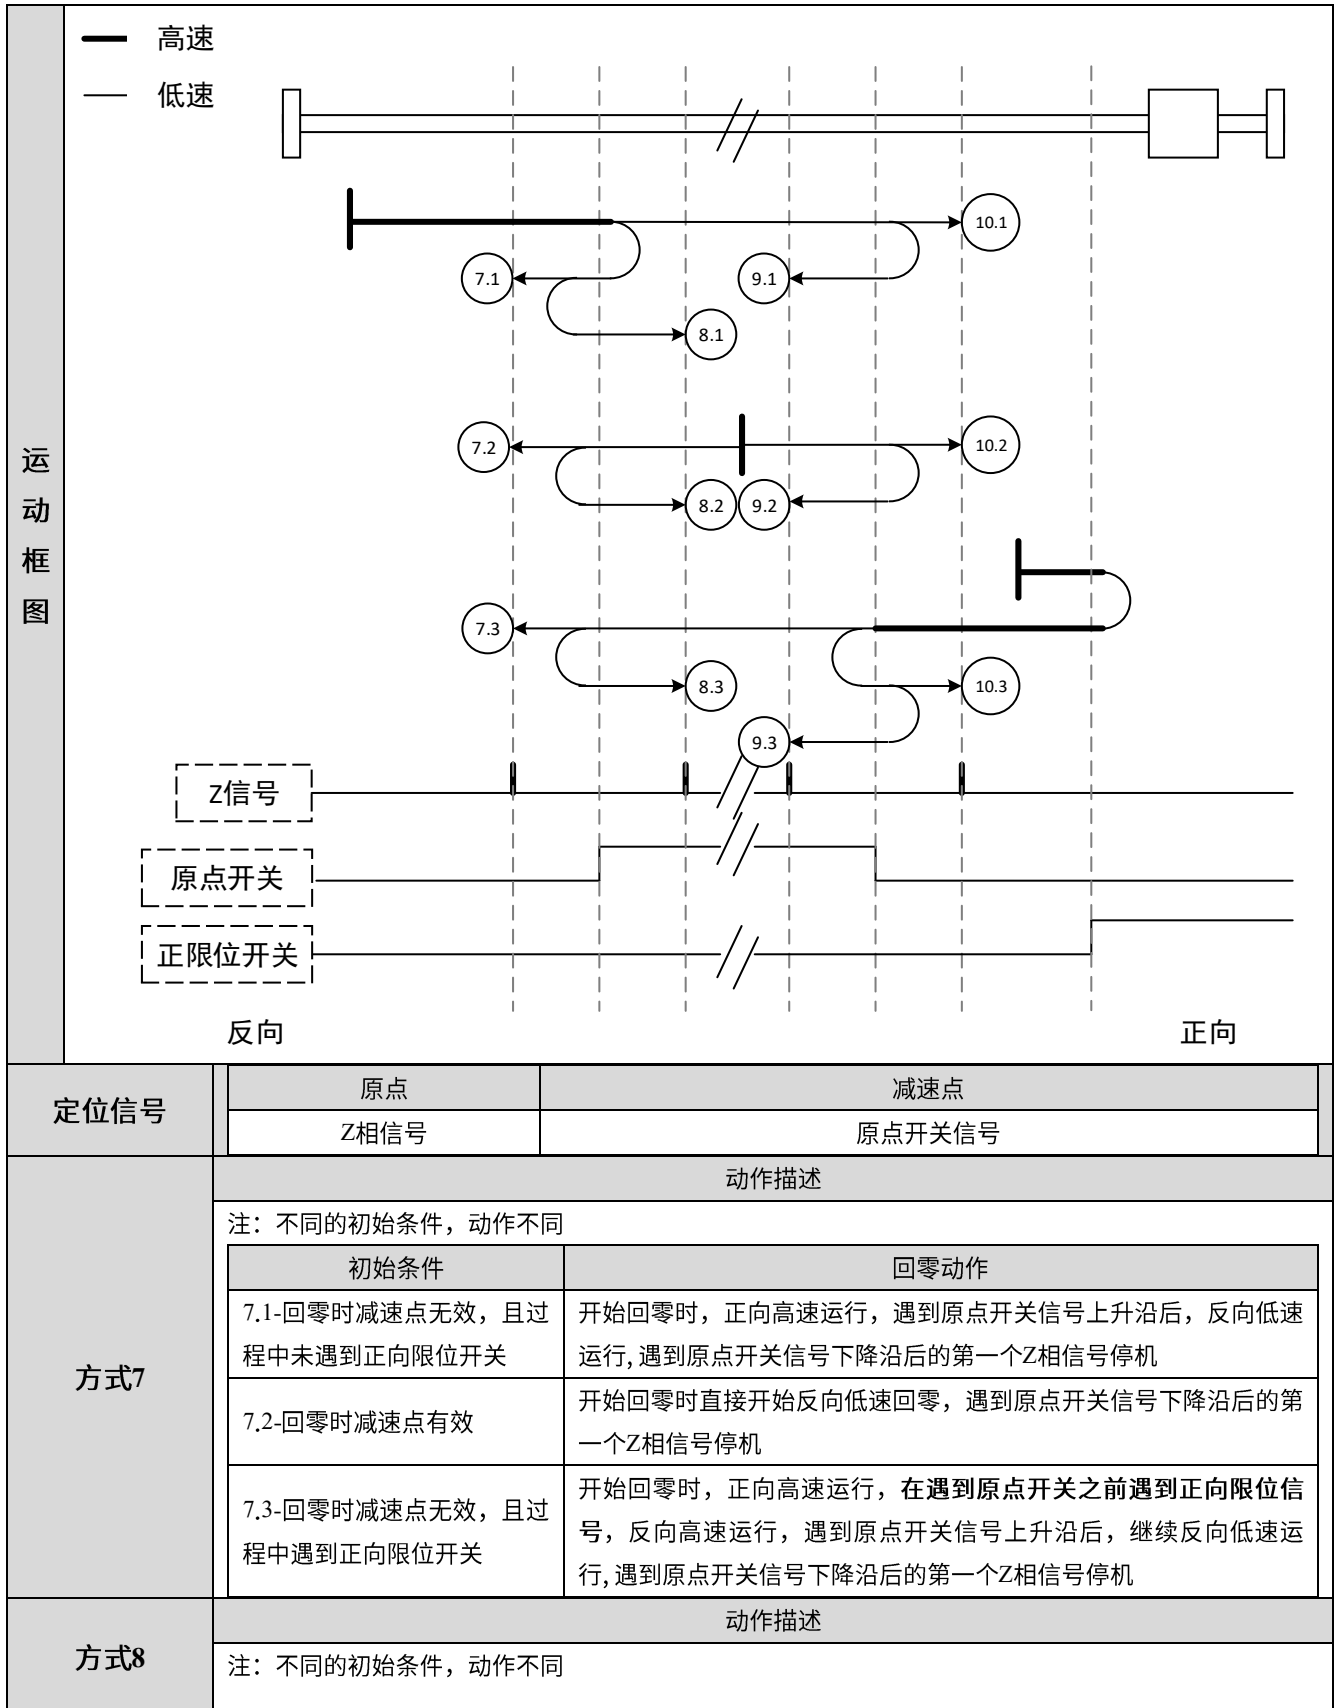 高速
低速
10.1
7.1
9.1
8.1
7.2
10.2
8.2
9.2
运
动
框
图
7.3
8.3
10.3
9.3
Z信号
原点开关
正限位开关
反向
正向
定位信号
原点
减速点
Z相信号
原点开关信号
方式7
动作描述
注：不同的初始条件，动作不同
初始条件
回零动作
7.1-回零时减速点无效，且过
程中未遇到正向限位开关
开始回零时，正向高速运行，遇到原点开关信号上升沿后，反向低速
运行, 遇到原点开关信号下降沿后的第一个Z相信号停机
7.2-回零时减速点有效
开始回零时直接开始反向低速回零，遇到原点开关信号下降沿后的第
一个Z相信号停机
7.3-回零时减速点无效，且过
程中遇到正向限位开关
开始回零时，正向高速运行，在遇到原点开关之前遇到正向限位信
号，反向高速运行，遇到原点开关信号上升沿后，继续反向低速运
行, 遇到原点开关信号下降沿后的第一个Z相信号停机
方式8
动作描述
注：不同的初始条件，动作不同